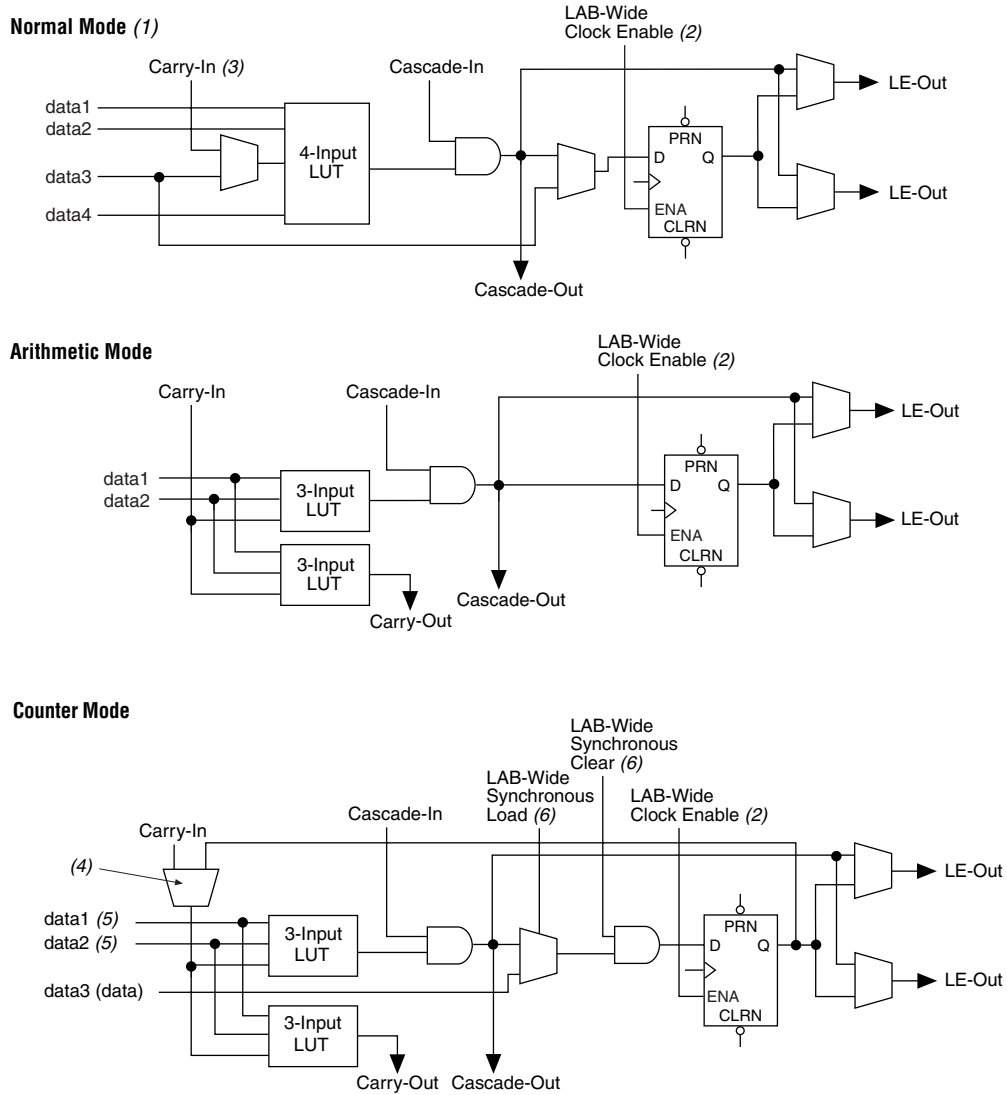 Normal Mode (1)
LAB-Wide
Clock Enable (2)
Carry-In (3)
Cascade-In
LE-Out
data1
data2
4-Input
LUT
PRN
D
Q
data3
LE-Out
data4
ENA
CLRN
Cascade-Out
Arithmetic Mode
LAB-Wide
Clock Enable (2)
Carry-In
Cascade-In
LE-Out
data1
data2
3-Input
LUT
PRN
D
Q
LE-Out
ENA
CLRN
3-Input
LUT
Cascade-Out
Carry-Out
Counter Mode
LAB-Wide
Synchronous
Clear (6)
LAB-Wide
Synchronous
Load (6)
LAB-Wide
Clock Enable (2)
Cascade-In
Carry-In
(4)
LE-Out
data1 (5)
data2 (5)
3-Input
LUT
PRN
D
Q
data3 (data)
LE-Out
ENA
CLRN
3-Input
LUT
Carry-Out
Cascade-Out